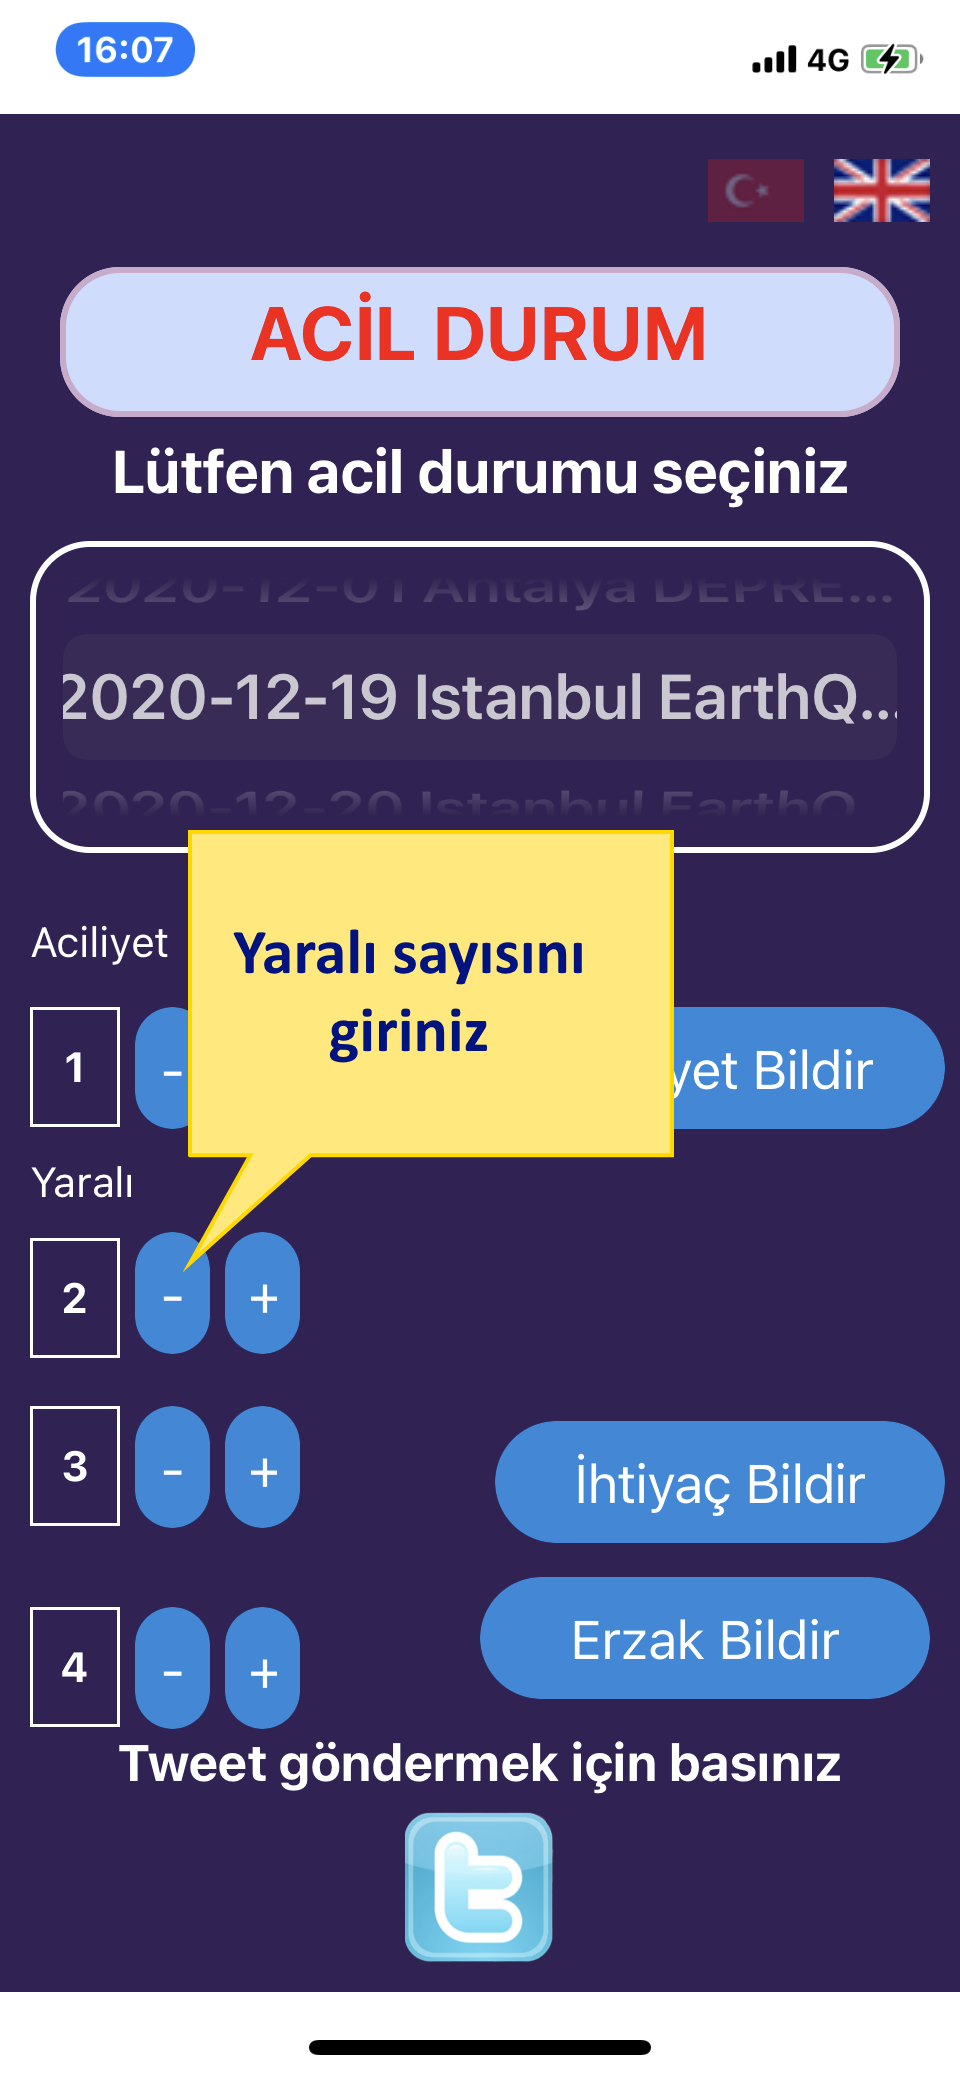 16:07
4G
ACİL DURUM
Lütfen acil durumu seçiniz
2020-12-01 Antalya DEPRE...
2020-12-19 Istanbul EarthQ...
2020-12-20 Istanbul EarthQ
Aciliyet
Yaralı sayısını
giriniz
1 - yet Bildir
Yaralı
2 - +
3 - +
İhtiyaç Bildir
Erzak Bildir
4 - +
Tweet göndermek için basınız